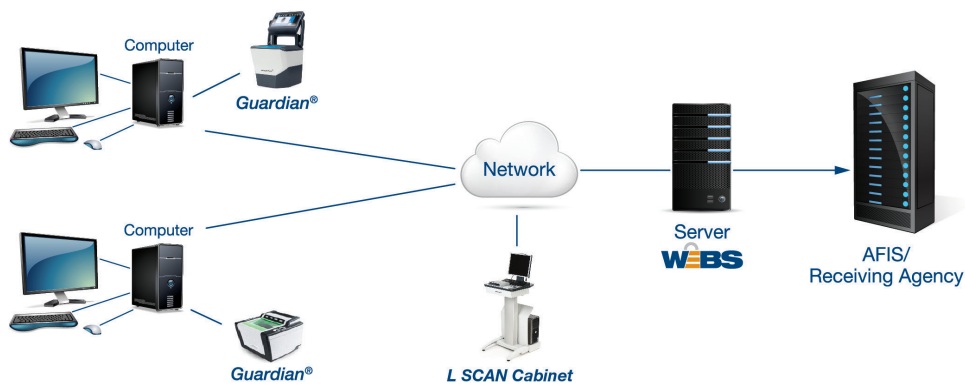 Computer
Guardian®
Network
Computer
Guardian®
L SCAN Cabinet
Server
WEBS
AFIS/
Receiving Agency